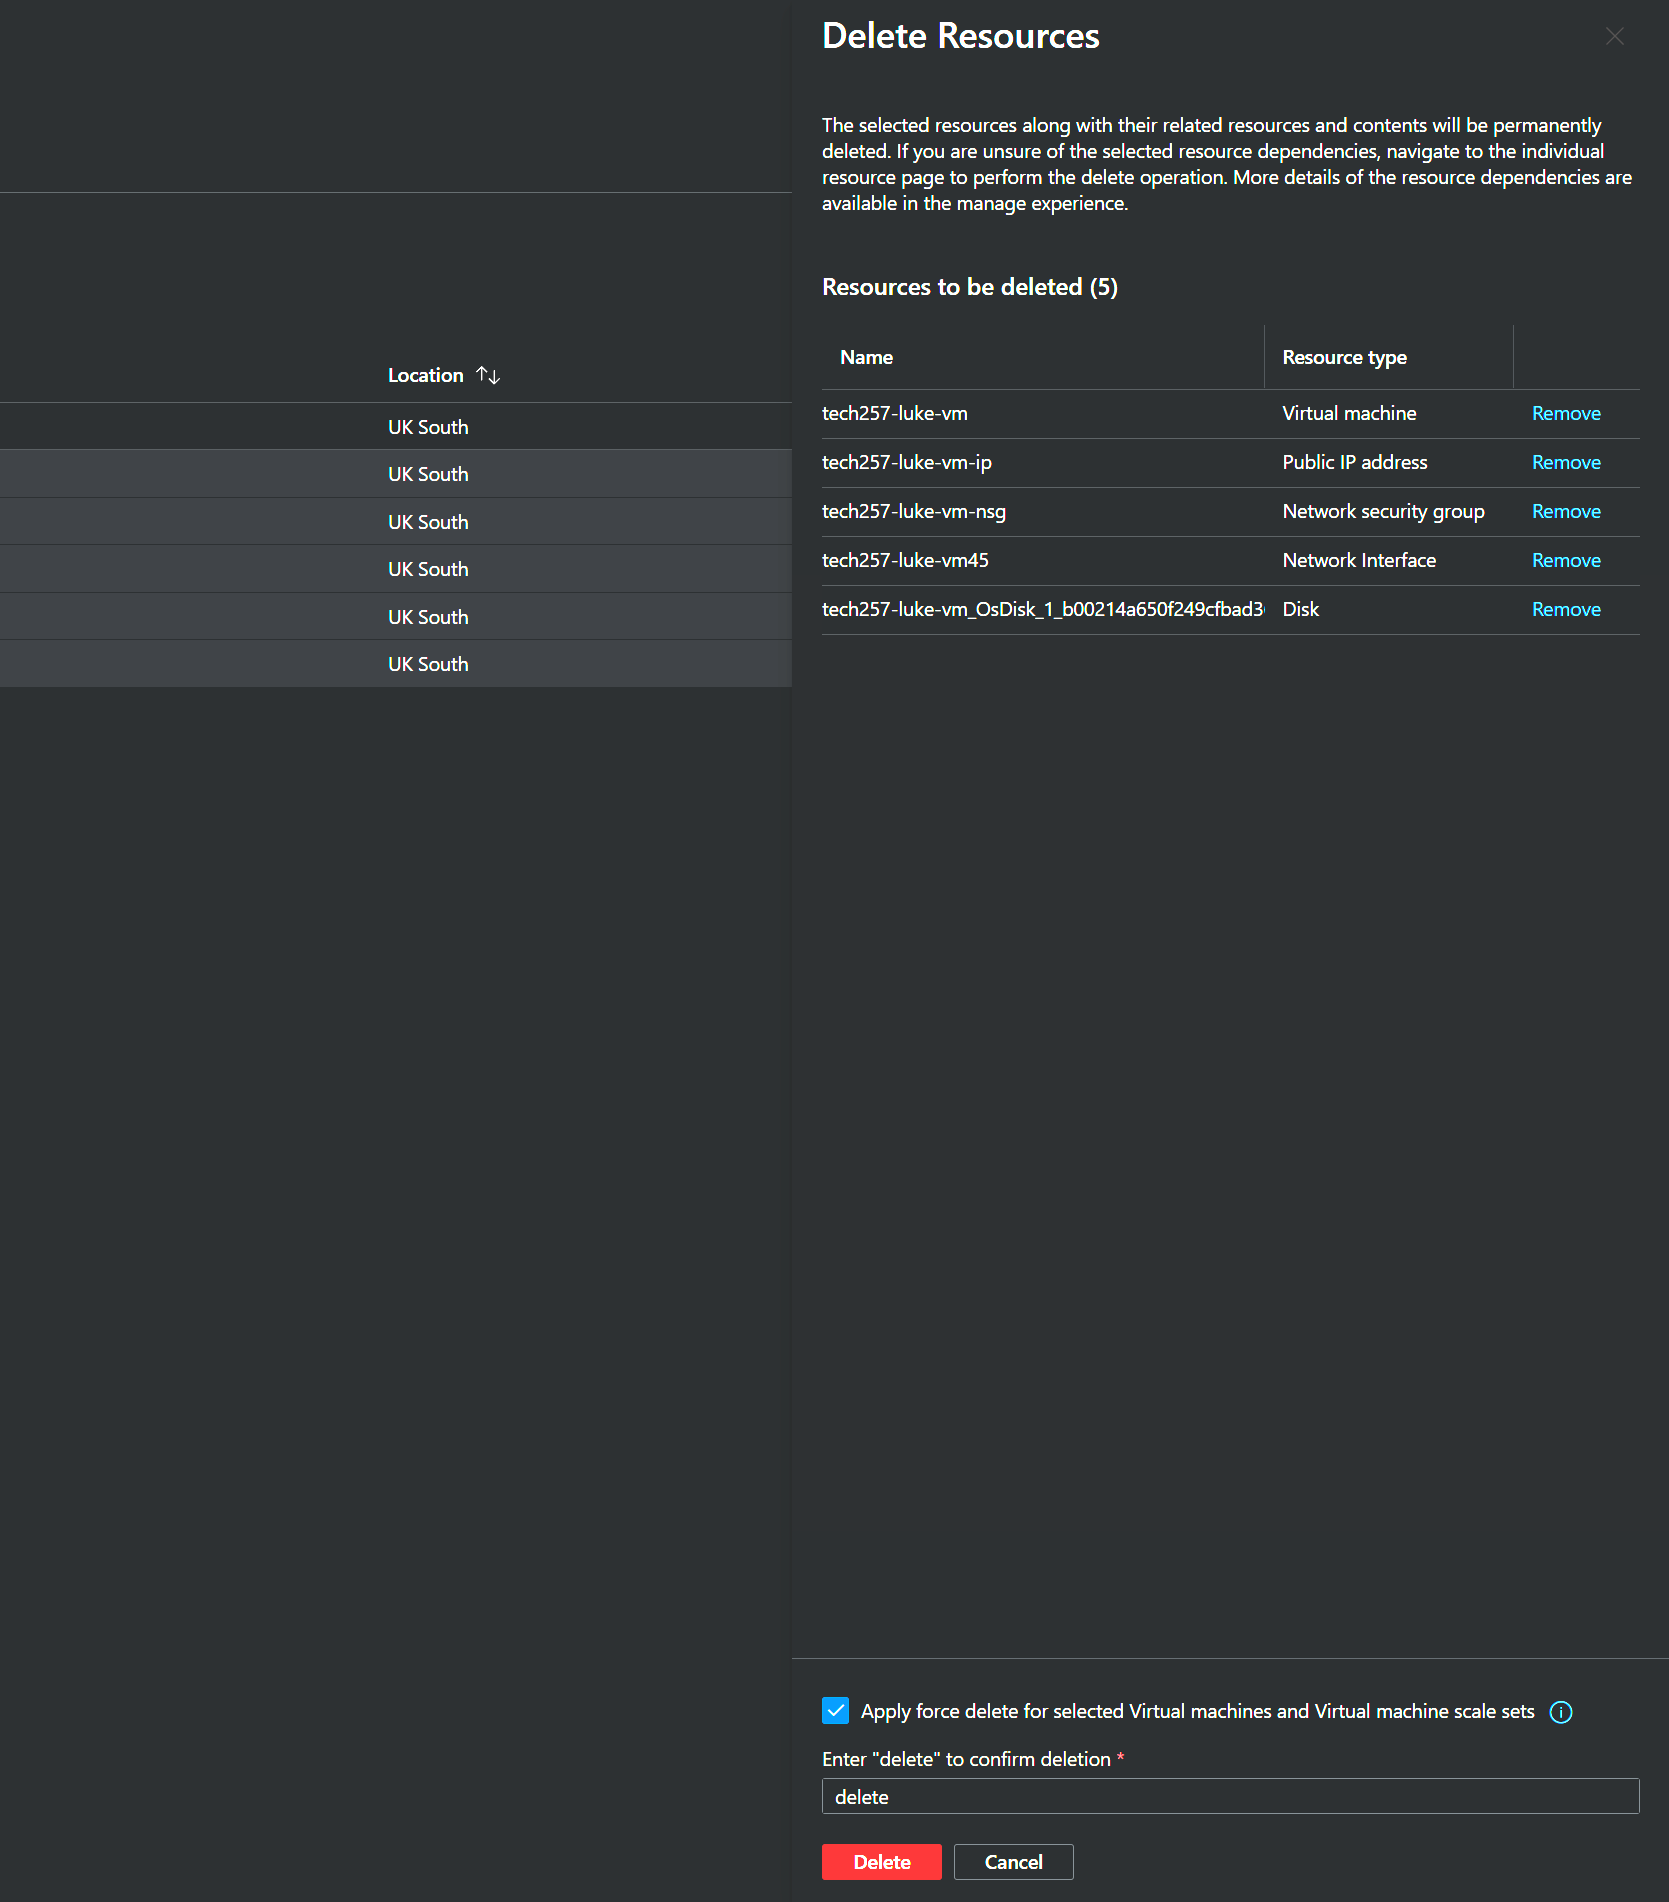 Delete Resources
The selected resources along with their related resources and contents will be permanently
deleted. If you are unsure of the selected resource dependencies, navigate to the individual
resource page to perform the delete operation. More details of the resource dependencies are
available in the manage experience.
Resources to be deleted (5)
Name Resource type
tech257-luke-vm Virtual machine Remove
tech257-luke-vm-ip Public IP address Remove
tech257-luke-vm-nsg Network security group Remove
tech257-luke-vm45 Network Interface Remove
tech257-luke-vm_OsDisk_1_b00214a650f249cfbad3 Disk Remove
Location
UK South
UK South
UK South
UK South
UK South
UK South
Apply force delete for selected Virtual machines and Virtual machine scale sets
Enter "delete" to confirm deletion *
delete
Delete Cancel